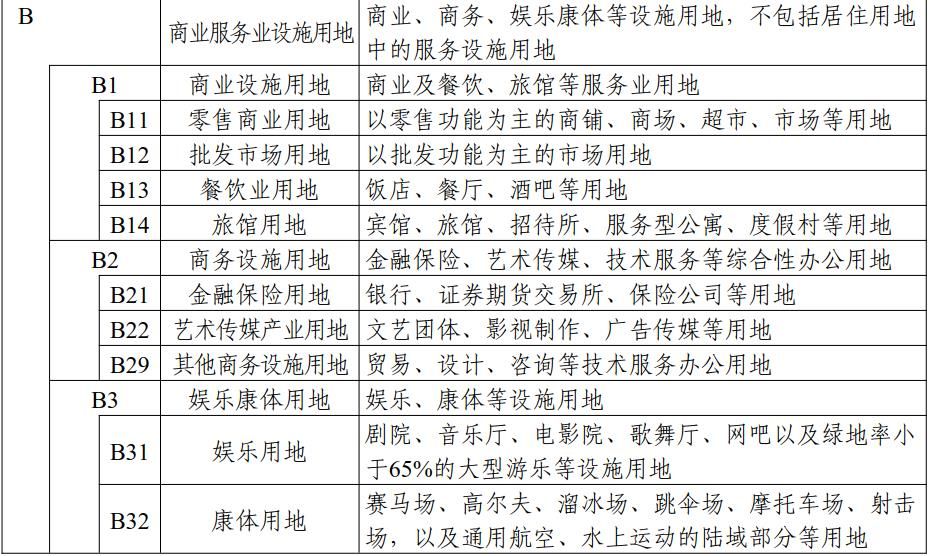 B 商业服务业设施用地 商业、商务、娱乐康体等设施用地，不包括居住用地
中的服务设施用地
B1 商业设施用地 商业及餐饮、旅馆等服务业用地
B11 零售商业用地 以零售功能为主的商铺、商场、超市、市场等用地
B12 批发市场用地 以批发功能为主的市场用地
B13 餐饮业用地 饭店、餐厅、酒吧等用地
B14 旅馆用地 宾馆、旅馆、招待所、服务型公寓、度假村等用地
B2 商务设施用地 金融保险、艺术传媒、技术服务等综合性办公用地
B21 金融保险用地 银行、证券期货交易所、保险公司等用地
B22 艺术传媒产业用地 文艺团体、影视制作、广告传媒等用地
B29 其他商务设施用地 贸易、设计、咨询等技术服务办公用地
B3 娱乐康体用地 娱乐、康体等设施用地
B31 娱乐用地 剧院、音乐厅、电影院、歌舞厅、网吧以及绿地率小
于65%的大型游乐等设施用地
B32 康体用地 赛马场、高尔夫、溜冰场、跳伞场、摩托车场、射击
场，以及通用航空、水上运动的陆域部分等用地